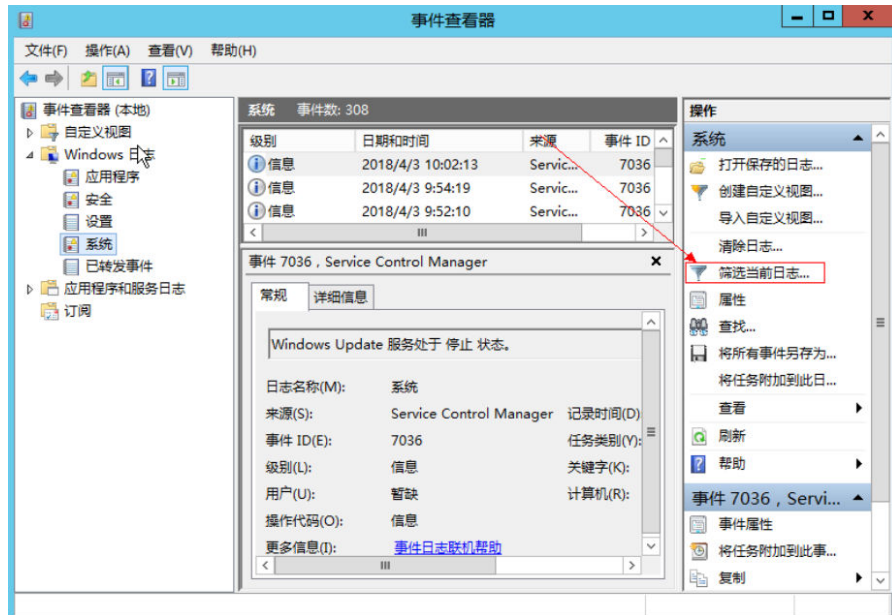 事件查看器
文件(F) 操作(A) 查看(V) 帮助(H)
事件查看器 (本地)
自定义视图
Windows 日志
应用程序
安全
设置
系统
已转发事件
应用程序和服务日志
订阅
系统 事件数: 308
级别 日期和时间 来源 事件 ID
信息 2018/4/3 10:02:13 Servic... 7036
信息 2018/4/3 9:54:19 Servic... 7036
信息 2018/4/3 9:52:10 Servic... 7036
事件 7036，Service Control Manager
常规 详细信息
Windows Update 服务处于 停止 状态。
日志名称(M): 系统
来源(S): Service Control Manager 记录时间(D)
事件 ID(E): 7036 任务类别(Y):
级别(L): 信息 关键字(K):
用户(U): 暂缺 计算机(R):
操作代码(O): 信息
更多信息(I): 事件日志联机帮助
操作
系统
打开保存的日志...
创建自定义视图...
导入自定义视图...
清除日志...
筛选当前日志...
属性
查找...
将所有事件另存为...
将任务附加到此日...
查看
刷新
帮助
事件 7036，Servi...
事件属性
将任务附加到此事...
复制